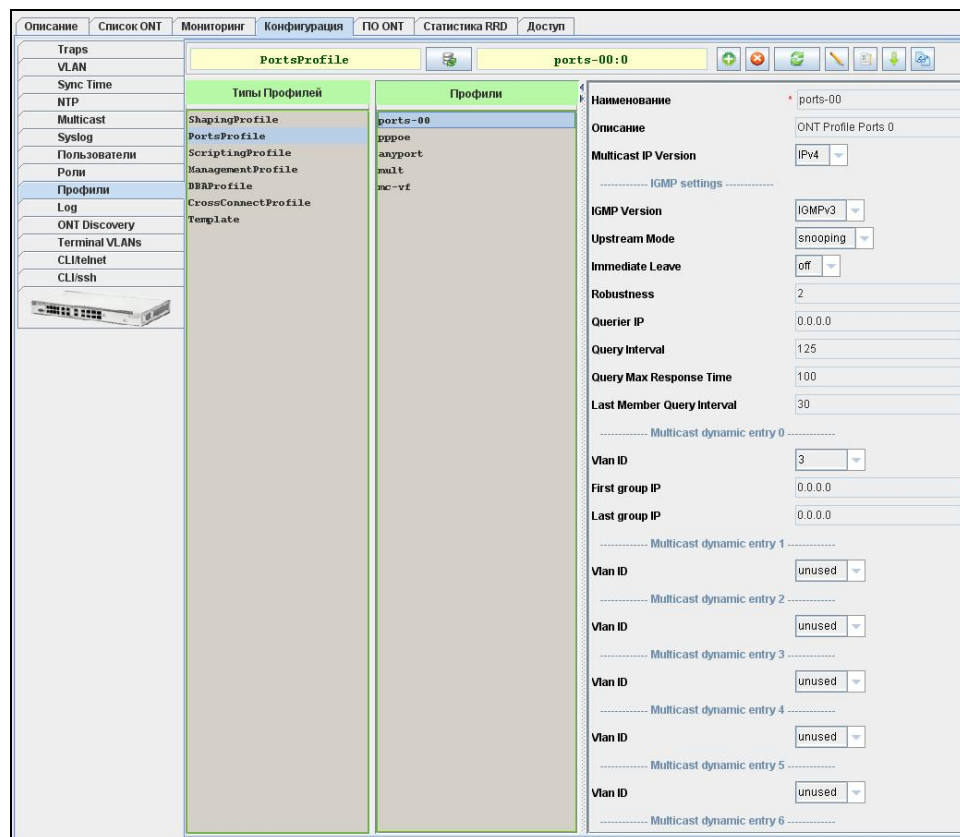 Описание Список ONT Мониторинг Конфигурация ПО ONT Статистика RRD Доступ
Traps
VLAN
Sync Time
NTP
Multicast
Syslog
Пользователи
Роли
Профили
Log
ONT Discovery
Terminal VLANs
CLI/telnet
CLI/ssh
PortsProfile ports-00:0
Типы Профилей
ShapingProfile
PortsProfile
ScriptingProfile
ManagementProfile
DBAProfile
CrossConnectProfile
Template
Профили
ports-00
pppoe
anyport
mult
mc-vf
Наименование * ports-00
Описание ONT Profile Ports 0
Multicast IP Version IPv4
------------- IGMP settings -------------
IGMP Version IGMPv3
Upstream Mode snooping
Immediate Leave off
Robustness 2
Querier IP 0.0.0.0
Query Interval 125
Query Max Response Time 100
Last Member Query Interval 30
------------- Multicast dynamic entry 0 -------------
Vlan ID 3
First group IP 0.0.0.0
Last group IP 0.0.0.0
------------- Multicast dynamic entry 1 -------------
Vlan ID unused
------------- Multicast dynamic entry 2 -------------
Vlan ID unused
------------- Multicast dynamic entry 3 -------------
Vlan ID unused
------------- Multicast dynamic entry 4 -------------
Vlan ID unused
------------- Multicast dynamic entry 5 -------------
Vlan ID unused
------------- Multicast dynamic entry 6 -------------